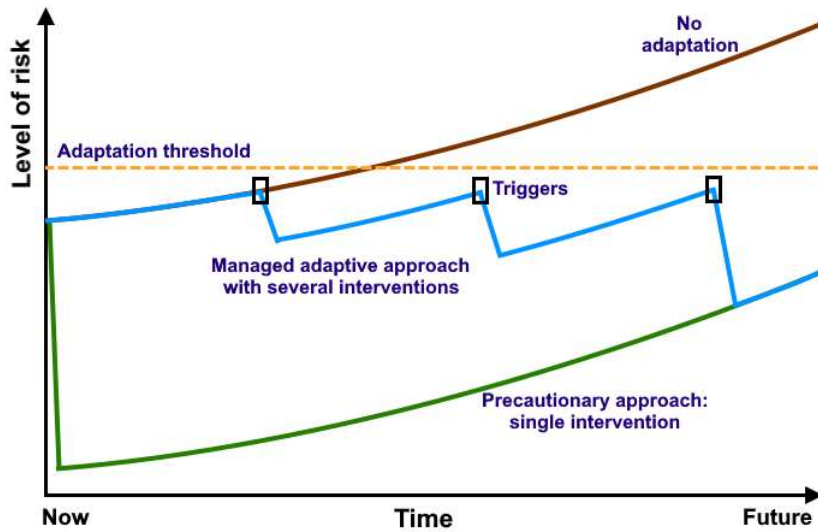 No
adaptation
Level of risk
Adaptation threshold
Triggers
Managed adaptive approach
with several interventions
Precautionary approach:
single intervention
Now
Time
Future